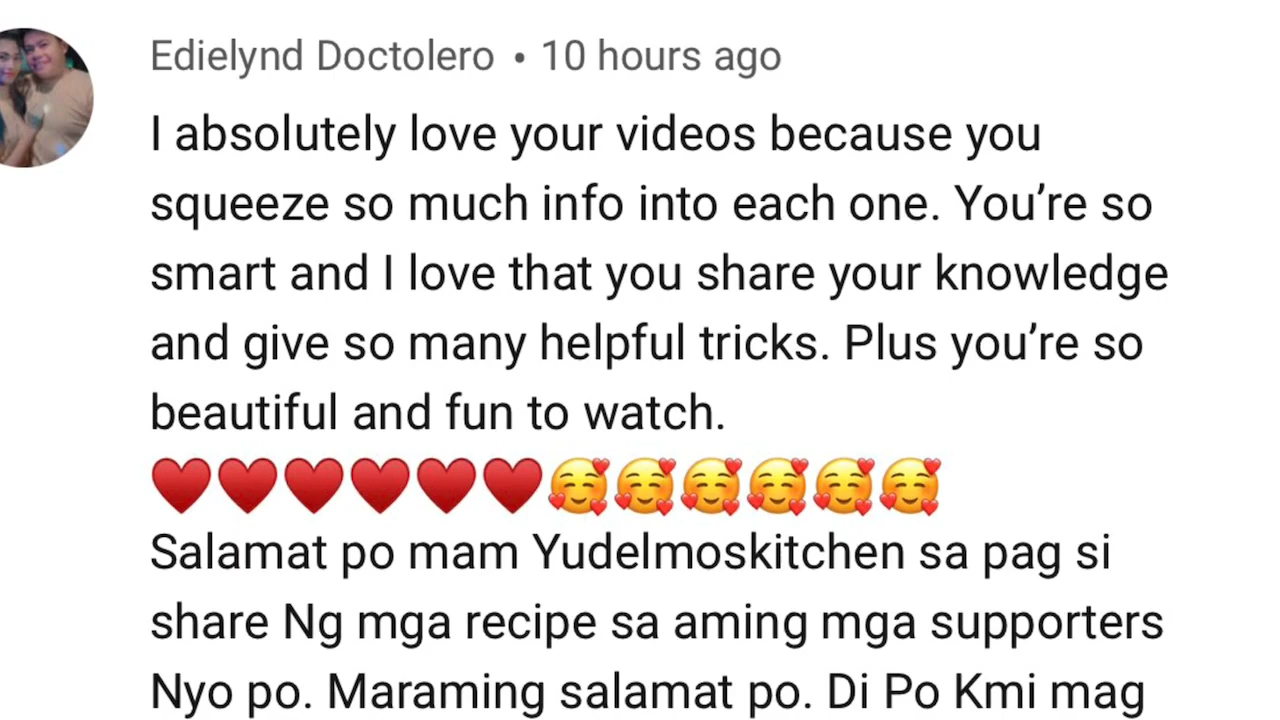 Edielynd Doctolero • 10 hours ago
I absolutely love your videos because you
squeeze so much info into each one. You’re so
smart and I love that you share your knowledge
and give so many helpful tricks. Plus you’re so
beautiful and fun to watch.
♥️♥️♥️♥️♥️♥️🥰🥰🥰🥰🥰🥰
Salamat po mam Yudelmoskitchen sa pag si
share Ng mga recipe sa aming mga supporters
Nyo po. Maraming salamat po. Di Po Kmi mag